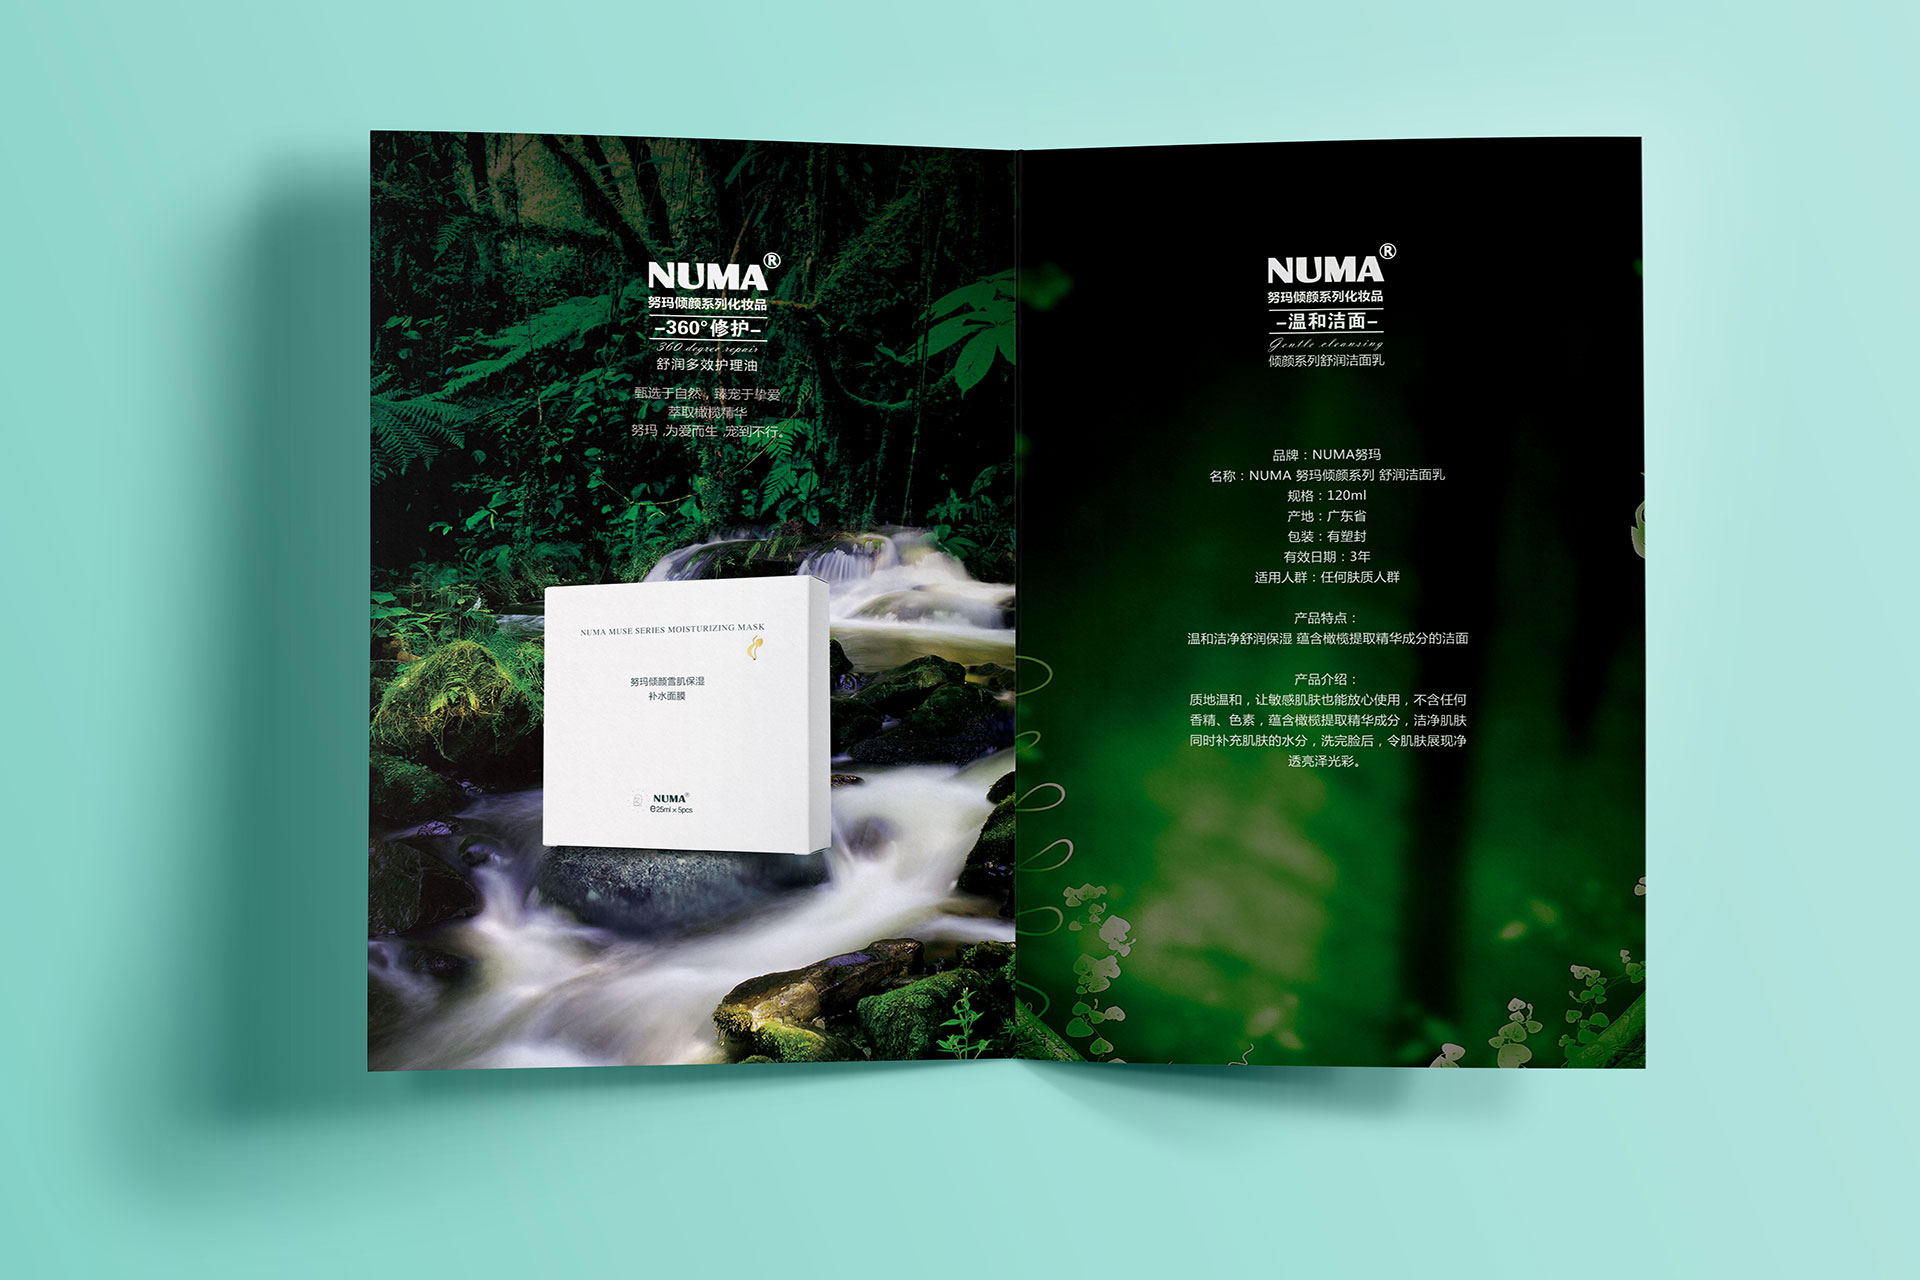 NUMA®
努玛倾颜系列化妆品
–360°修护–
360 degree repair
舒润多效护理油
甄选于自然，臻宠于挚爱
萃取橄榄精华
努玛,为爱而生,宠到不行。
NUMA MUSE SERIES MOISTURIZING MASK
努玛倾颜雪肌保湿
补水面膜
NUMA®
e25ml×5pcs
NUMA®
努玛倾颜系列化妆品
–温和洁面–
Gentle cleansing
倾颜系列舒润洁面乳
品牌：NUMA努玛
名称：NUMA 努玛倾颜系列 舒润洁面乳
规格：120ml
产地：广东省
包装：有塑封
有效日期：3年
适用人群：任何肤质人群
产品特点：
温和洁净舒润保湿 蕴含橄榄提取精华成分的洁面
产品介绍：
质地温和，让敏感肌肤也能放心使用，不含任何
香精、色素，蕴含橄榄提取精华成分，洁净肌肤
同时补充肌肤的水分，洗完脸后，令肌肤展现净
透亮泽光彩。